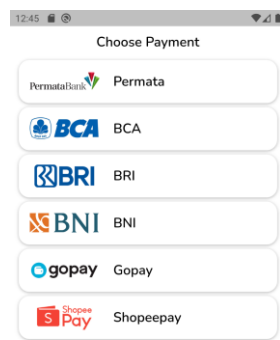 12:45
Choose Payment
PermataBank Permata
BCA BCA
BRI BRI
BNI BNI
gopay Gopay
Shopee
Pay Shopeepay